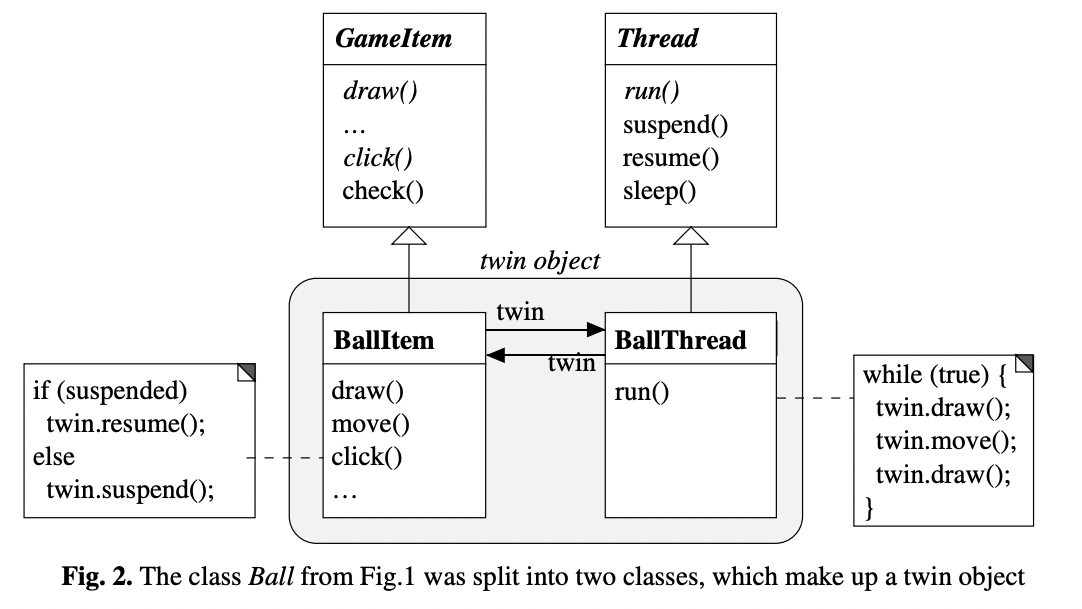 GameItem
draw()
...
click()
check()
Thread
run()
suspend()
resume()
sleep()
twin object
twin
twin
BallItem
draw()
move()
click()
...
BallThread
run()
if (suspended)
twin.resume();
else
twin.suspend();
while (true) {
twin.draw();
twin.move();
twin.draw();
}
Fig. 2. The class Ball from Fig.1 was split into two classes, which make up a twin object